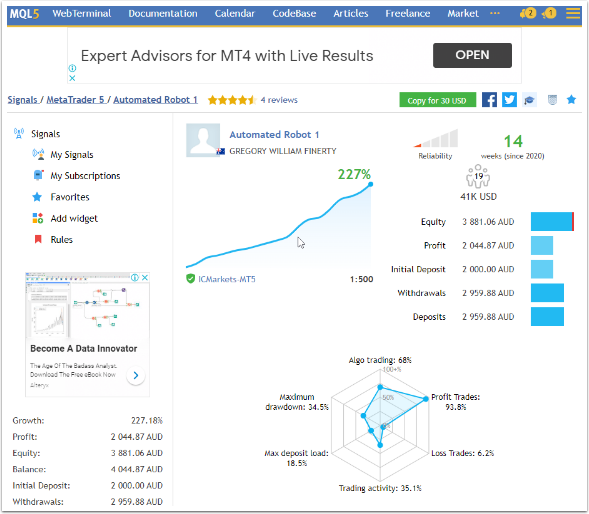 MQL5 WebTerminal Documentation Calendar CodeBase Articles Freelance Market ... 2 1
Expert Advisors for MT4 with Live Results OPEN
Signals / MetaTrader 5 / Automated Robot 1 4 reviews Copy for 30 USD
Signals
My Signals
My Subscriptions
Favorites
Add widget
Rules
Become A Data Innovator
The Age Of The Badass Analyst.
Download The Free eBook Now
Alteryx
Growth: 227.18%
Profit: 2 044.87 AUD
Equity: 3 881.06 AUD
Balance: 4 044.87 AUD
Initial Deposit: 2 000.00 AUD
Withdrawals: 2 959.88 AUD
Automated Robot 1
GREGORY WILLIAM FINERTY
227%
ICMarkets-MT5 1:500
Reliability
14
weeks (since 2020)
19
41K USD
Equity 3 881.06 AUD
Profit 2 044.87 AUD
Initial Deposit 2 000.00 AUD
Withdrawals 2 959.88 AUD
Deposits 2 959.88 AUD
Algo trading: 68%
100+%
50%
Maximum
drawdown: 34.5%
Profit Trades:
93.8%
Max deposit load:
18.5%
Loss Trades: 6.2%
Trading activity: 35.1%